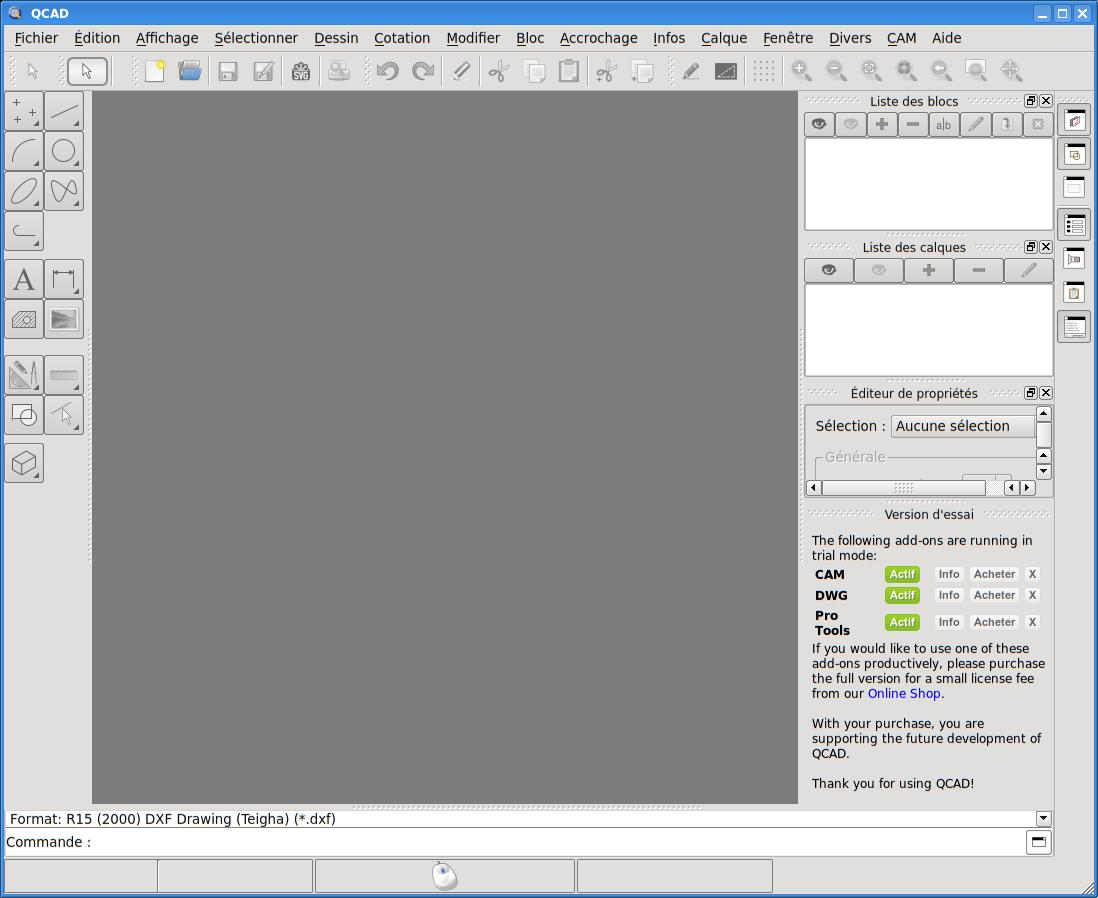 QCAD
Fichier Édition Affichage Sélectionner Dessin Cotation Modifier Bloc Accrochage Infos Calque Fenêtre Divers CAM Aide
SVG
Liste des blocs
a|b
Liste des calques
Éditeur de propriétés
Sélection : Aucune sélection
Générale
A
Version d'essai
The following add-ons are running in
trial mode:
CAM Actif Info Acheter X
DWG Actif Info Acheter X
Pro
Tools Actif Info Acheter X
If you would like to use one of these
add-ons productively, please purchase
the full version for a small license fee
from our Online Shop.
With your purchase, you are
supporting the future development of
QCAD.
Thank you for using QCAD!
Format: R15 (2000) DXF Drawing (Teigha) (*.dxf)
Commande :